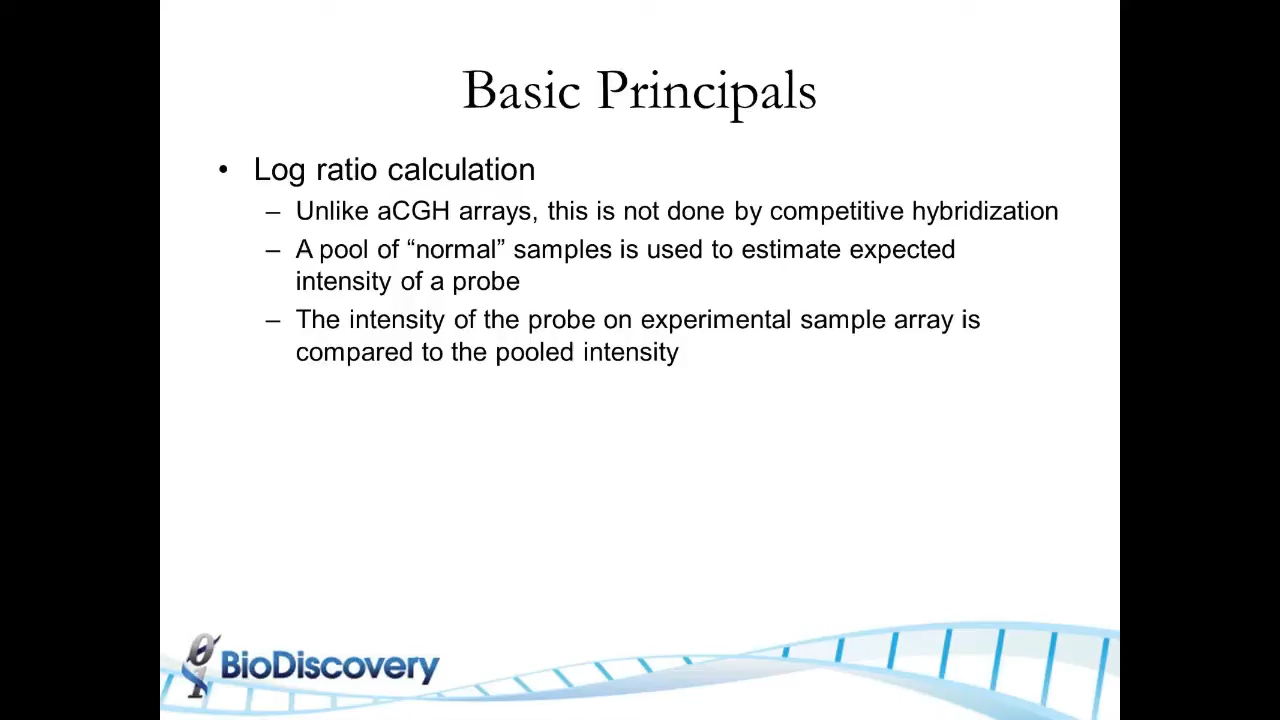 Basic Principals
• Log ratio calculation
– Unlike aCGH arrays, this is not done by competitive hybridization
– A pool of “normal” samples is used to estimate expected
intensity of a probe
– The intensity of the probe on experimental sample array is
compared to the pooled intensity
BioDiscovery